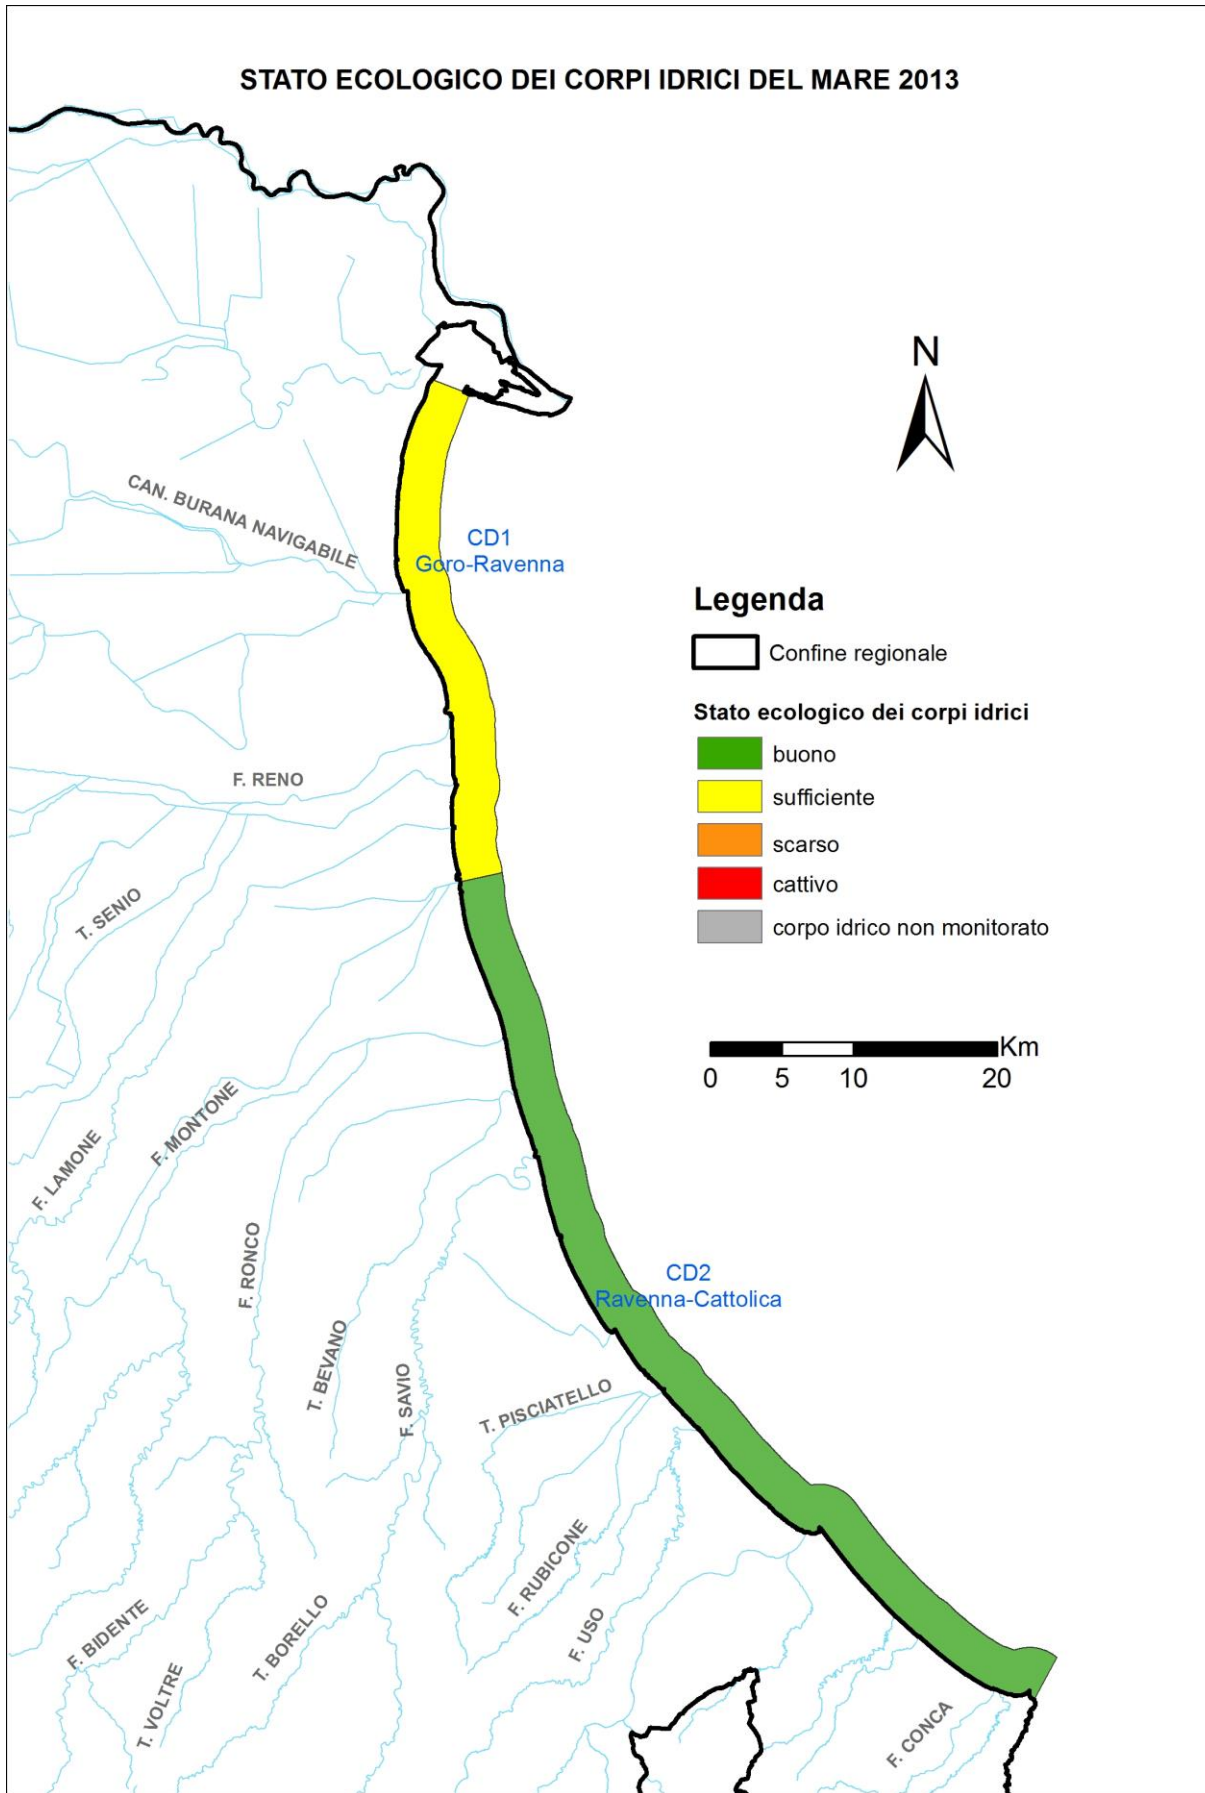 STATO ECOLOGICO DEI CORPI IDRICI DEL MARE 2013
N
CAN. BURANA NAVIGABILE
CD1
Goro-Ravenna
Legenda
Confine regionale
Stato ecologico dei corpi idrici
buono
sufficiente
scarso
cattivo
corpo idrico non monitorato
F. RENO
T. SENIO
Km
0 5 10 20
F. LAMONE
F. MONTONE
F. RONCO
CD2
Ravenna-Cattolica
T. BEVANO
F. SAVIO
T. PISCIATELLO
F. RUBICONE
F. USO
F. BIDENTE
T. VOLTRE
T. BORELLO
F. CONCA